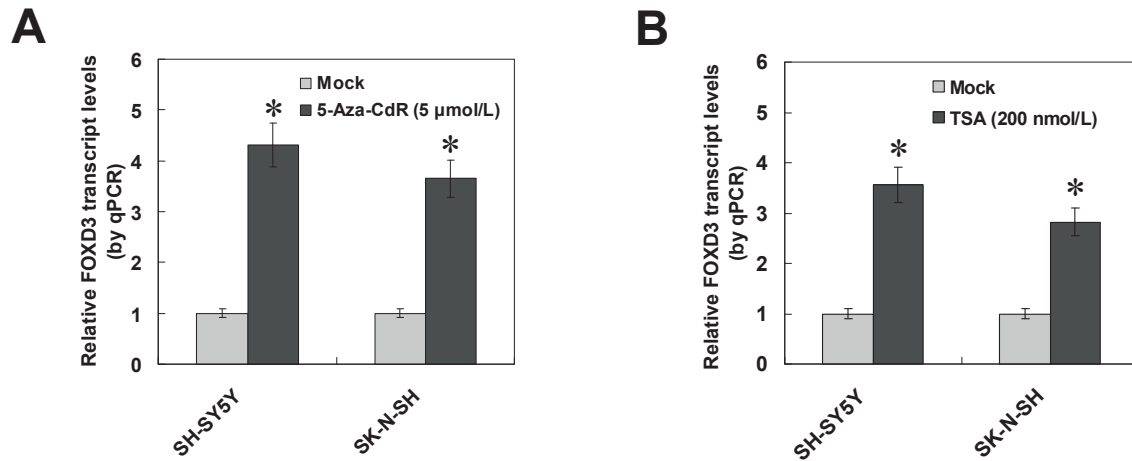 A
Relative FOXD3 transcript levels
(by qPCR)
6
5
4
3
2
1
0
Mock
5-Aza-CdR (5 μmol/L)
*
*
SH-SY5Y
SK-N-SH
B
Relative FOXD3 transcript levels
(by qPCR)
6
5
4
3
2
1
0
Mock
TSA (200 nmol/L)
*
*
SH-SY5Y
SK-N-SH